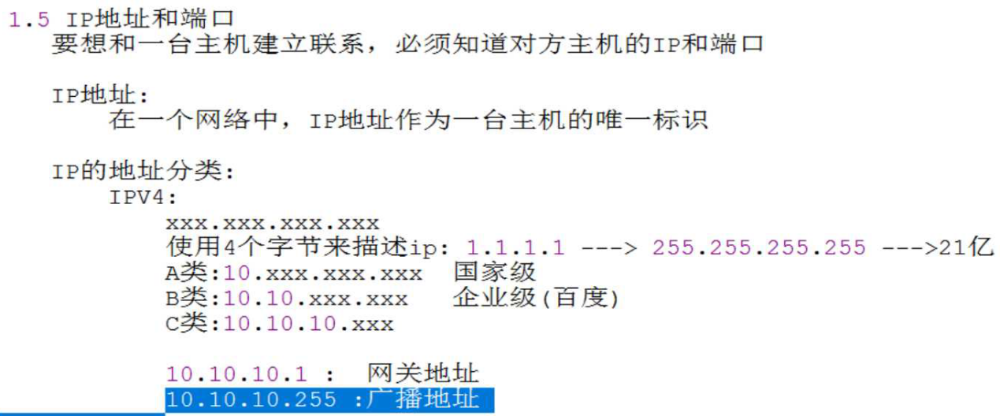 1.5 IP地址和端口
要想和一台主机建立联系，必须知道对方主机的IP和端口
IP地址：
在一个网络中，IP地址作为一台主机的唯一标识
IP的地址分类：
IPV4：
xxx.xxx.xxx.xxx
使用4个字节来描述ip：1.1.1.1 ---> 255.255.255.255 --->21亿
A类:10.xxx.xxx.xxx 国家级
B类:10.10.xxx.xxx 企业级(百度)
C类:10.10.10.xxx
10.10.10.1 : 网关地址
10.10.10.255 :广播地址